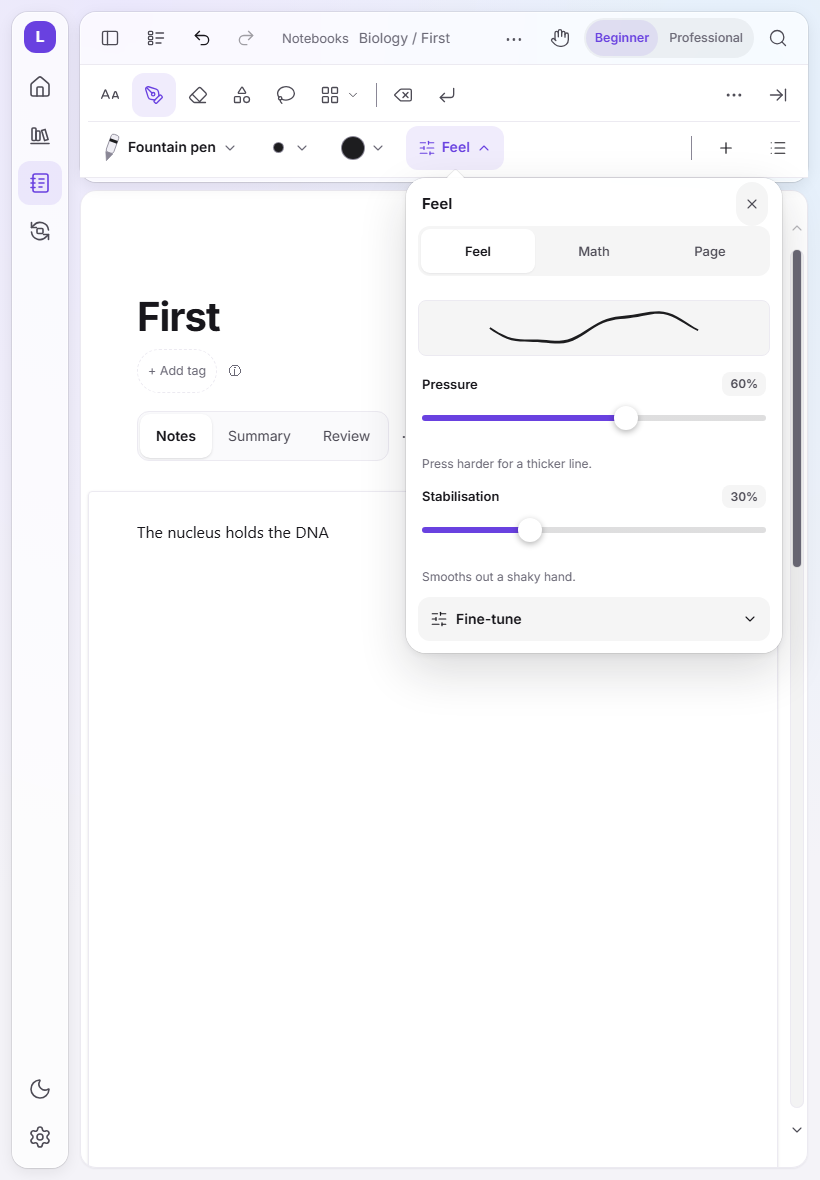 L
Notebooks Biology / First
Beginner Professional
Aᴀ
Fountain pen
Feel
Feel
Feel Math Page
First
+ Add tag
Notes Summary Review
Pressure 60%
Press harder for a thicker line.
Stabilisation 30%
Smooths out a shaky hand.
Fine-tune
The nucleus holds the DNA